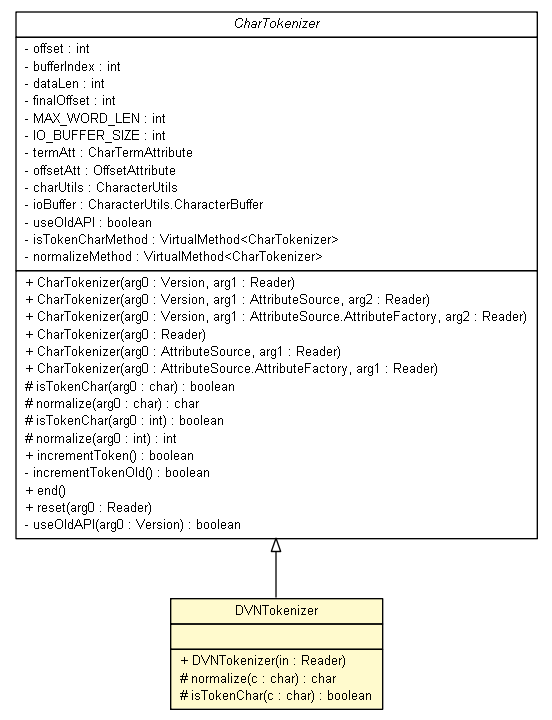 CharTokenizer
- offset : int
- bufferIndex : int
- dataLen : int
- finalOffset : int
- MAX_WORD_LEN : int
- IO_BUFFER_SIZE : int
- termAtt : CharTermAttribute
- offsetAtt : OffsetAttribute
- charUtils : CharacterUtils
- ioBuffer : CharacterUtils.CharacterBuffer
- useOldAPI : boolean
- isTokenCharMethod : VirtualMethod<CharTokenizer>
- normalizeMethod : VirtualMethod<CharTokenizer>
+ CharTokenizer(arg0 : Version, arg1 : Reader)
+ CharTokenizer(arg0 : Version, arg1 : AttributeSource, arg2 : Reader)
+ CharTokenizer(arg0 : Version, arg1 : AttributeSource.AttributeFactory, arg2 : Reader)
+ CharTokenizer(arg0 : Reader)
+ CharTokenizer(arg0 : AttributeSource, arg1 : Reader)
+ CharTokenizer(arg0 : AttributeSource.AttributeFactory, arg1 : Reader)
# isTokenChar(arg0 : char) : boolean
# normalize(arg0 : char) : char
# isTokenChar(arg0 : int) : boolean
# normalize(arg0 : int) : int
+ incrementToken() : boolean
- incrementTokenOld() : boolean
+ end()
+ reset(arg0 : Reader)
- useOldAPI(arg0 : Version) : boolean
DVNTokenizer
+ DVNTokenizer(in : Reader)
# normalize(c : char) : char
# isTokenChar(c : char) : boolean